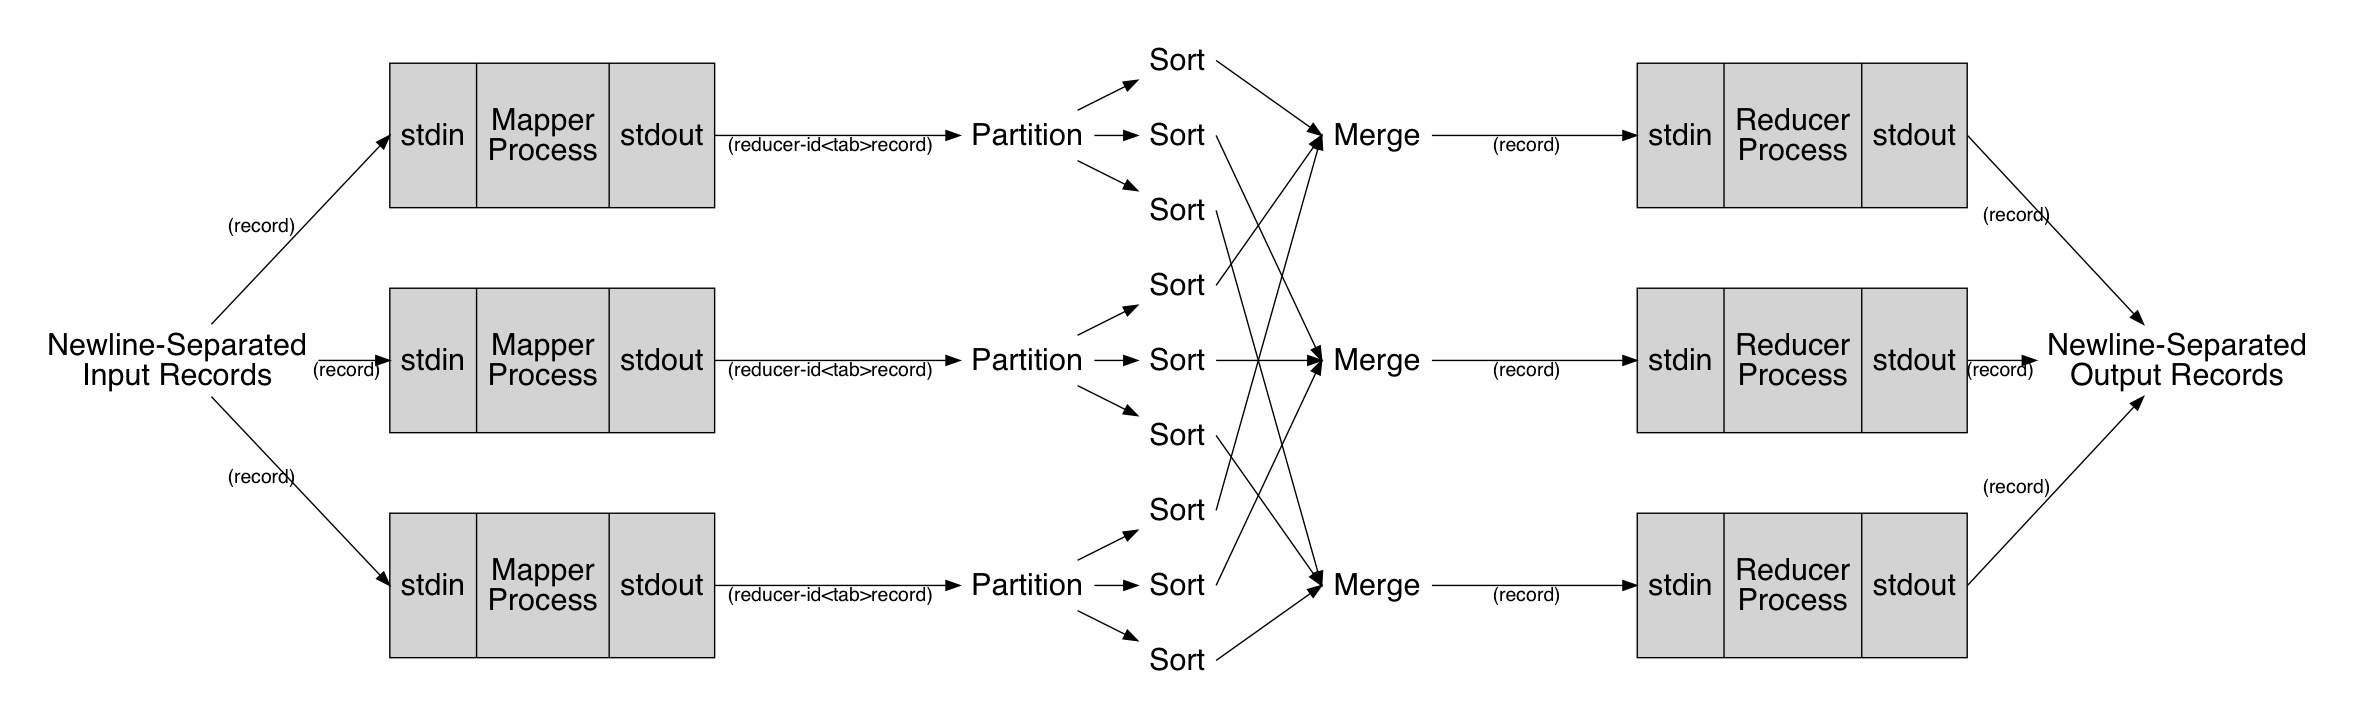 Newline-Separated
Input Records
(record)
(record)
(record)
stdin
Mapper
Process
stdout
(reducer-id<tab>record)
stdin
Mapper
Process
stdout
(reducer-id<tab>record)
stdin
Mapper
Process
stdout
(reducer-id<tab>record)
Partition
Partition
Partition
Sort
Sort
Sort
Sort
Sort
Sort
Sort
Sort
Sort
Merge
(record)
Merge
(record)
Merge
(record)
stdin
Reducer
Process
stdout
(record)
stdin
Reducer
Process
stdout
(record)
stdin
Reducer
Process
stdout
(record)
Newline-Separated
Output Records